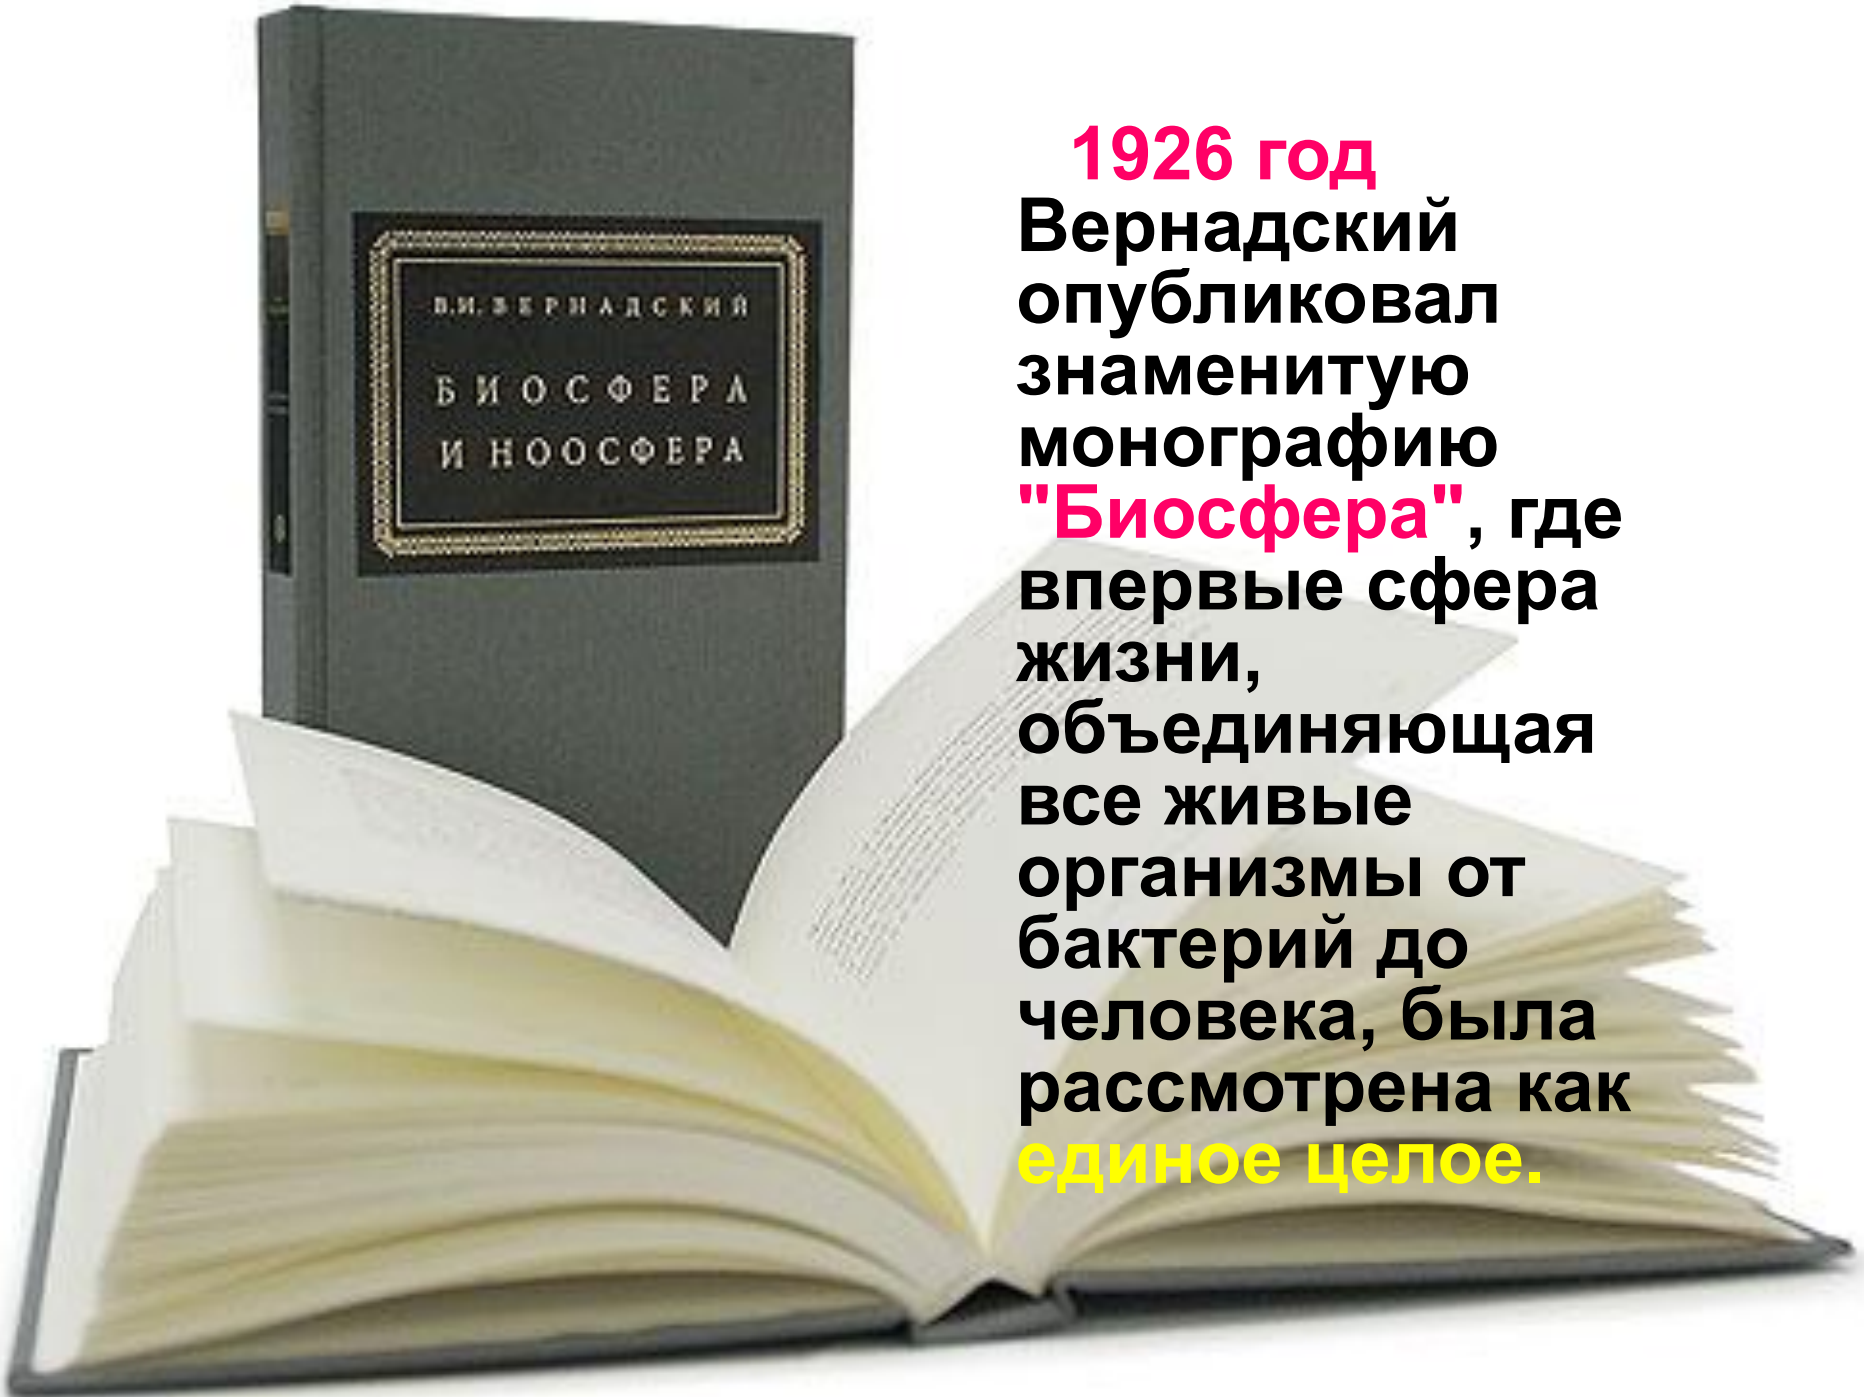 В.И. ВЕРНАДСКИЙ
БИОСФЕРА
И НООСФЕРА
1926 год
Вернадский
опубликовал
знаменитую
монографию
"Биосфера", где
впервые сфера
жизни,
объединяющая
все живые
организмы от
бактерий до
человека, была
рассмотрена как
единое целое.